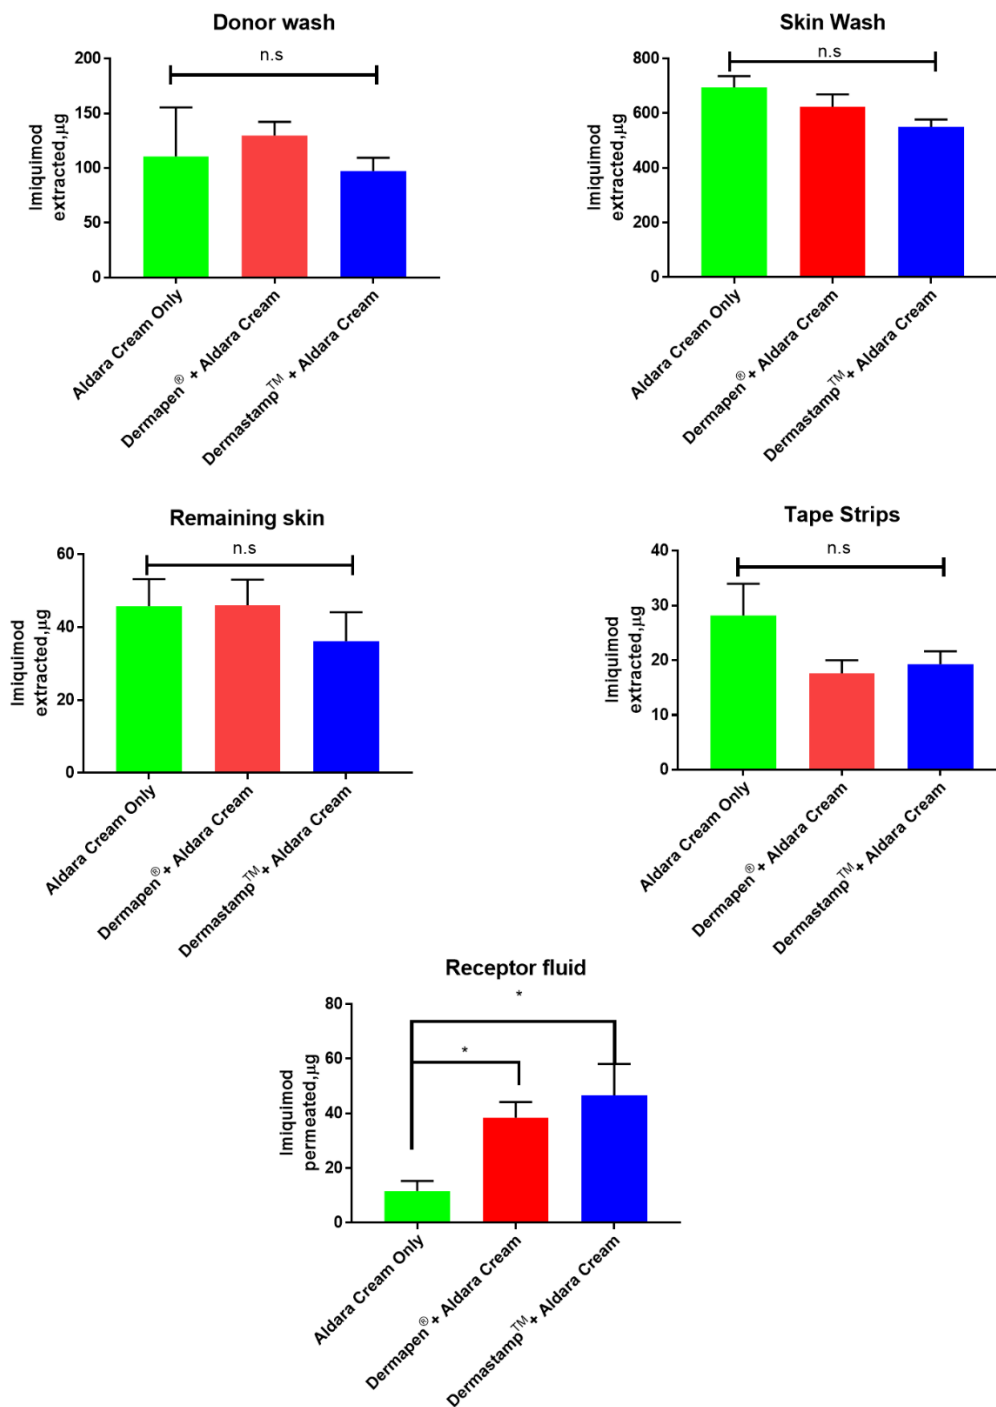 Donor wash
n.s
200
150
100
50
0
Imiquimod
extracted,µg
Aldara Cream Only
Dermapen® + Aldara Cream
Dermastamp™ + Aldara Cream
Skin Wash
n.s
800
600
400
200
0
Imiquimod
extracted,µg
Aldara Cream Only
Dermapen® + Aldara Cream
Dermastamp™+ Aldara Cream
Remaining skin
n.s
60
40
20
0
Imiquimod
extracted,µg
Aldara Cream Only
Dermapen®+ Aldara Cream
Dermastamp™+ Aldara Cream
Tape Strips
n.s
40
30
20
10
0
Imiquimod
extracted,µg
Aldara Cream Only
Dermapen®+ Aldara Cream
Dermastamp™+ Aldara Cream
Receptor fluid
*
*
80
60
40
20
0
Imiquimod
permeated,µg
Aldara Cream Only
Dermapen®+ Aldara Cream
Dermastamp™+ Aldara Cream